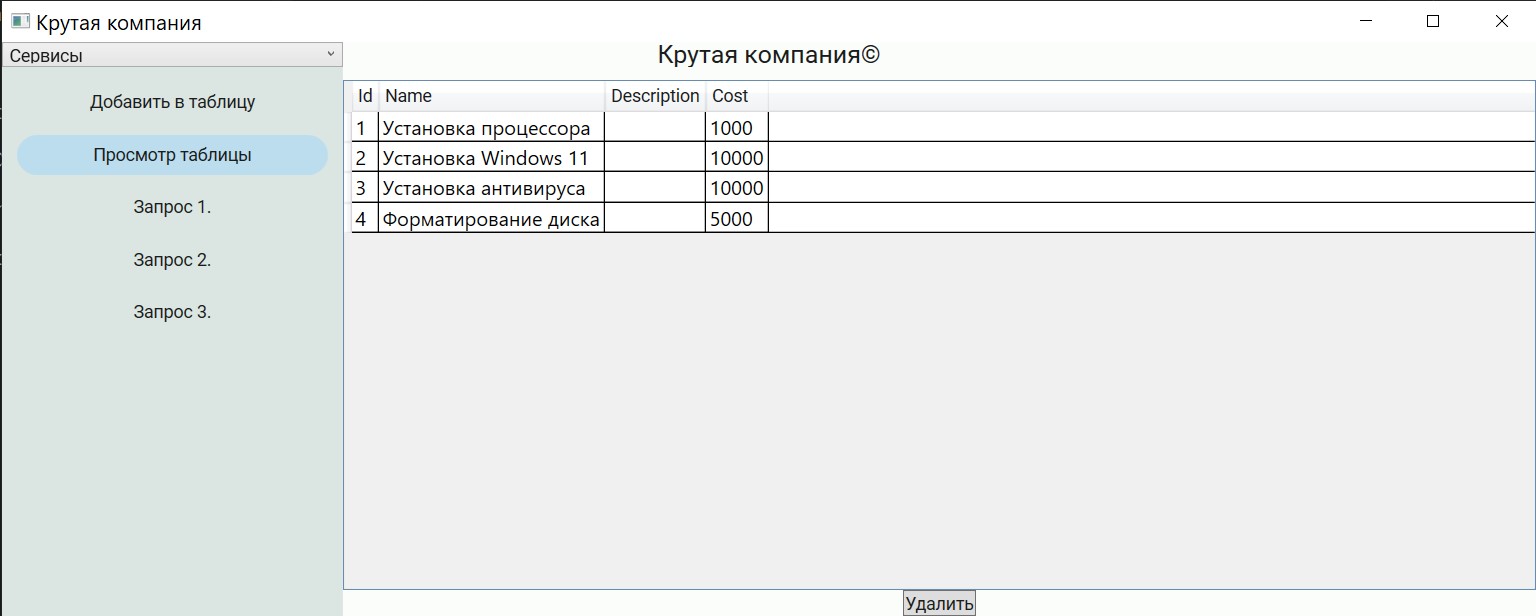 Крутая компания
Сервисы
Крутая компания©
Добавить в таблицу
Просмотр таблицы
Запрос 1.
Запрос 2.
Запрос 3.
Id Name Description Cost
1 Установка процессора 1000
2 Установка Windows 11 10000
3 Установка антивируса 10000
4 Форматирование диска 5000
Удалить